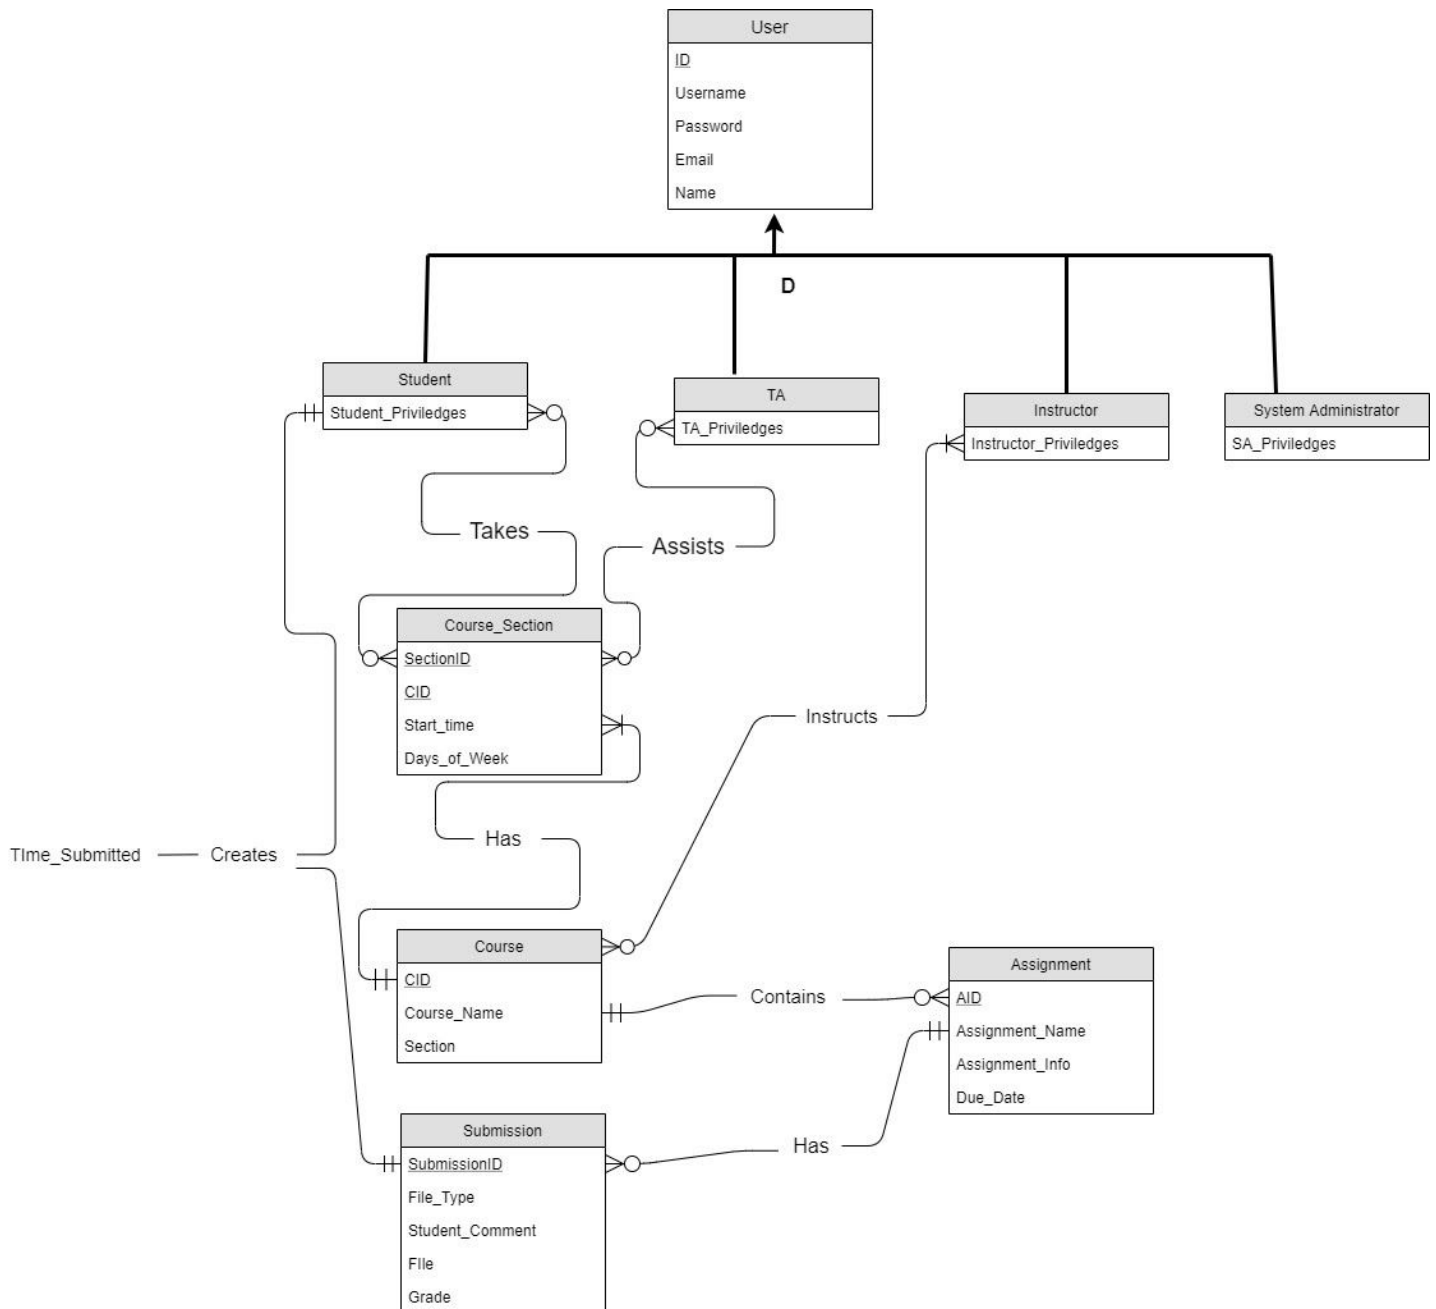 User
ID
Username
Password
Email
Name
D
Student
Student_Priviledges
TA
TA_Priviledges
Instructor
Instructor_Priviledges
System Administrator
SA_Priviledges
Takes
Assists
Course_Section
SectionID
CID
Start_time
Days_of_Week
Instructs
Has
TIme_Submitted
Creates
Course
CID
Course_Name
Section
Contains
Assignment
AID
Assignment_Name
Assignment_Info
Due_Date
Has
Submission
SubmissionID
File_Type
Student_Comment
FIle
Grade